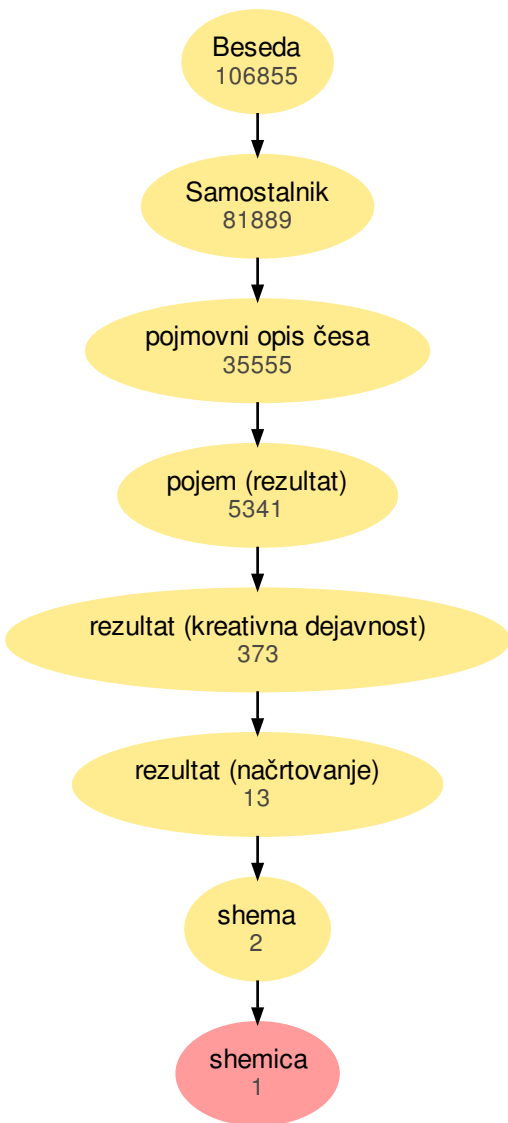 Beseda
106855
Samostalnik
81889
pojmovni opis česa
35555
pojem (rezultat)
5341
rezultat (kreativna dejavnost)
373
rezultat (načrtovanje)
13
shema
2
shemica
1